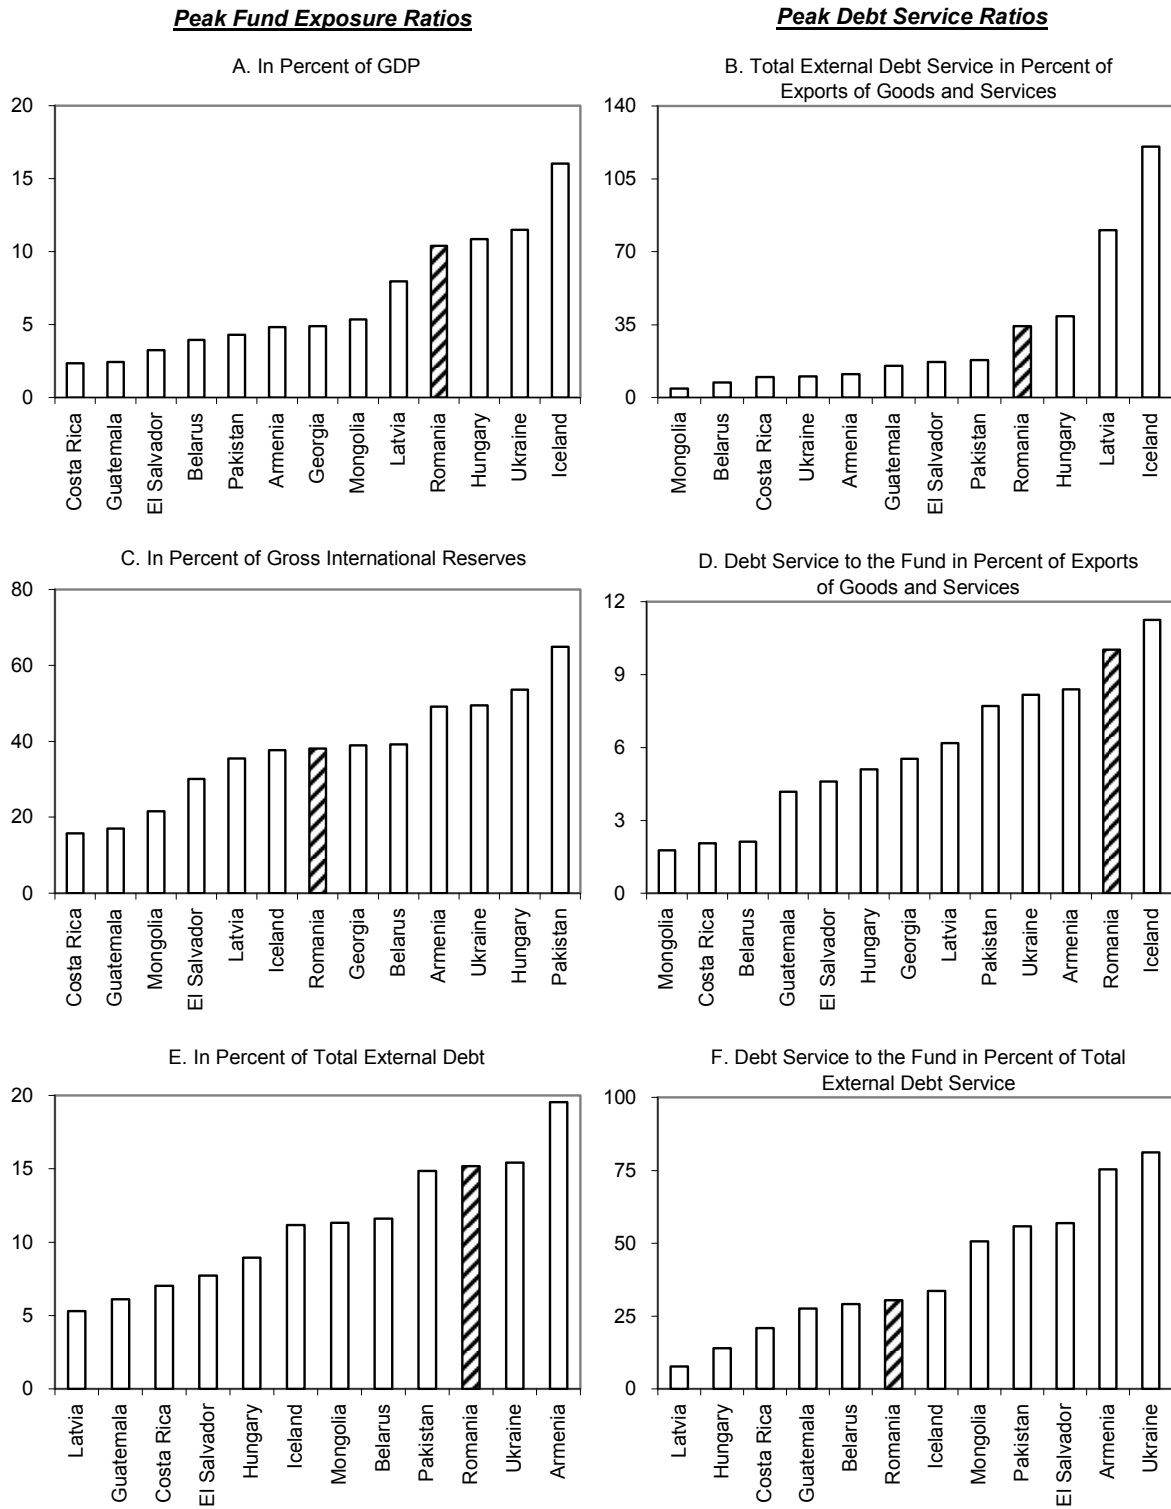 Peak Fund Exposure Ratios
Peak Debt Service Ratios
A. In Percent of GDP
20
15
10
5
0
Costa Rica
Guatemala
El Salvador
Belarus
Pakistan
Armenia
Georgia
Mongolia
Latvia
Romania
Hungary
Ukraine
Iceland
B. Total External Debt Service in Percent of
Exports of Goods and Services
140
105
70
35
0
Mongolia
Belarus
Costa Rica
Ukraine
Armenia
Guatemala
El Salvador
Pakistan
Romania
Hungary
Latvia
Iceland
C. In Percent of Gross International Reserves
80
60
40
20
0
Costa Rica
Guatemala
Mongolia
El Salvador
Latvia
Iceland
Romania
Georgia
Belarus
Armenia
Ukraine
Hungary
Pakistan
D. Debt Service to the Fund in Percent of Exports
of Goods and Services
12
9
6
3
0
Mongolia
Costa Rica
Belarus
Guatemala
El Salvador
Hungary
Georgia
Latvia
Pakistan
Ukraine
Armenia
Romania
Iceland
E. In Percent of Total External Debt
20
15
10
5
0
Latvia
Guatemala
Costa Rica
El Salvador
Hungary
Iceland
Mongolia
Belarus
Pakistan
Romania
Ukraine
Armenia
F. Debt Service to the Fund in Percent of Total
External Debt Service
100
75
50
25
0
Latvia
Hungary
Costa Rica
Guatemala
Belarus
Romania
Iceland
Mongolia
Pakistan
El Salvador
Armenia
Ukraine